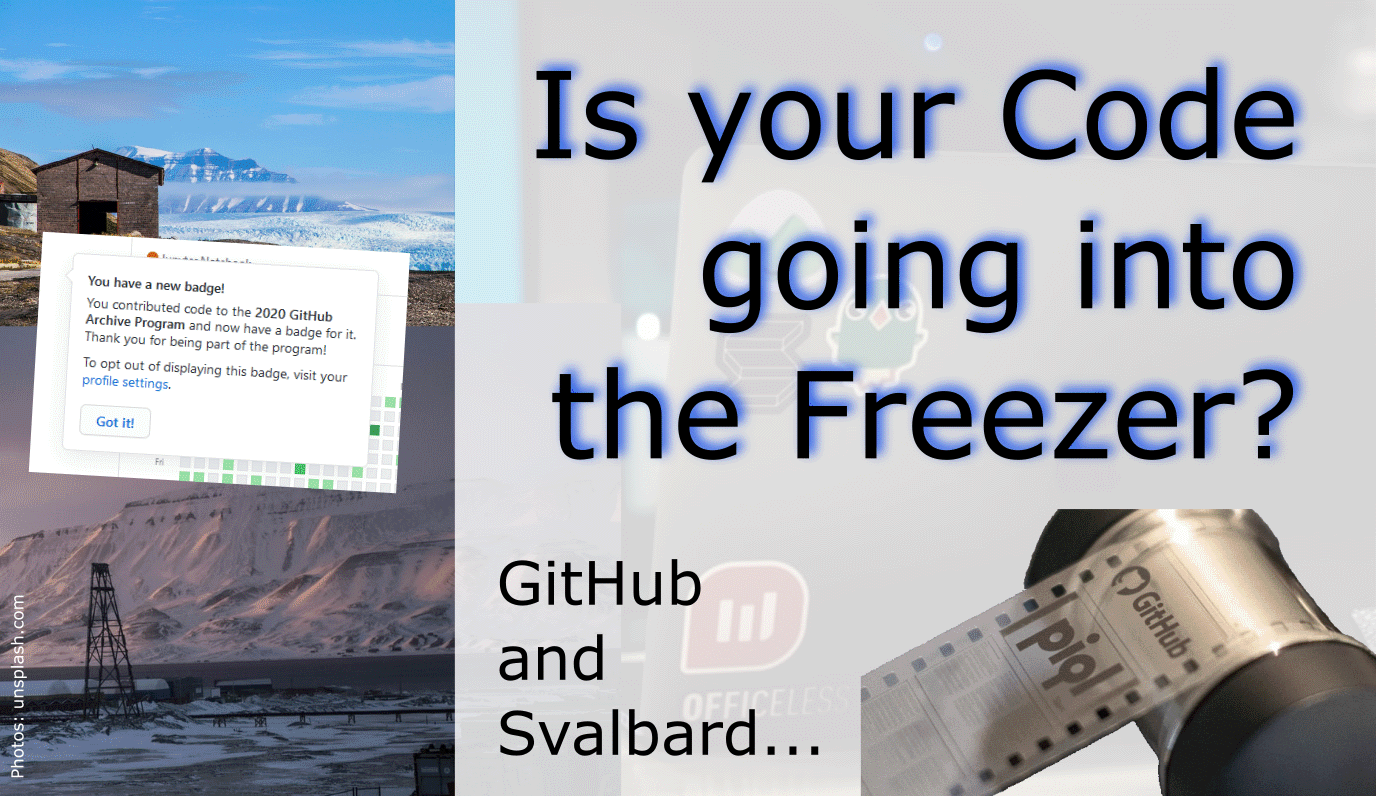 Is your Code
going into
the Freezer?
You have a new badge!
You contributed code to the 2020 GitHub
Archive Program and now have a badge for it.
Thank you for being part of the program!
To opt out of displaying this badge, visit your
profile settings.
Got it!
Fri
GitHub
and
Svalbard...
GitHub
piql
OFFICELESS
Photos: unsplash.com